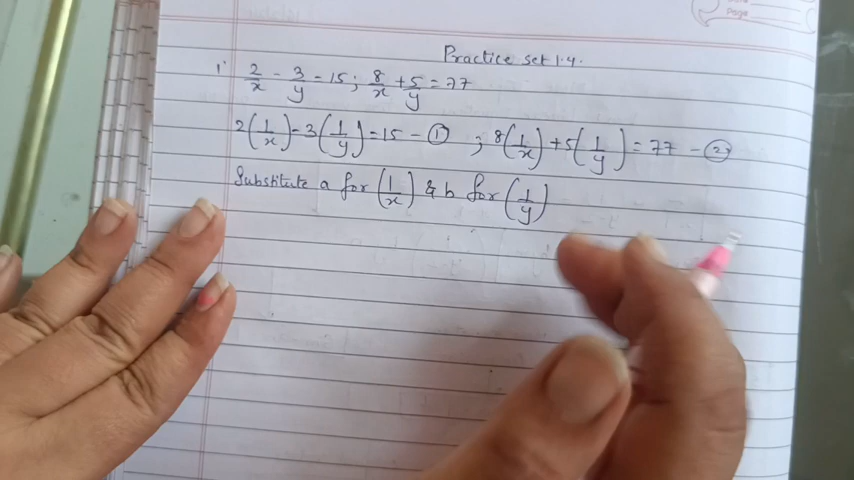 Page
Practice set 1.4.
1. 2/x - 3/y = 15; 8/x + 5/y = 77
2(1/x) - 3(1/y) = 15 - ① ; 8(1/x) + 5(1/y) = 77 - ②
Substitute a for (1/x) & b for (1/y)